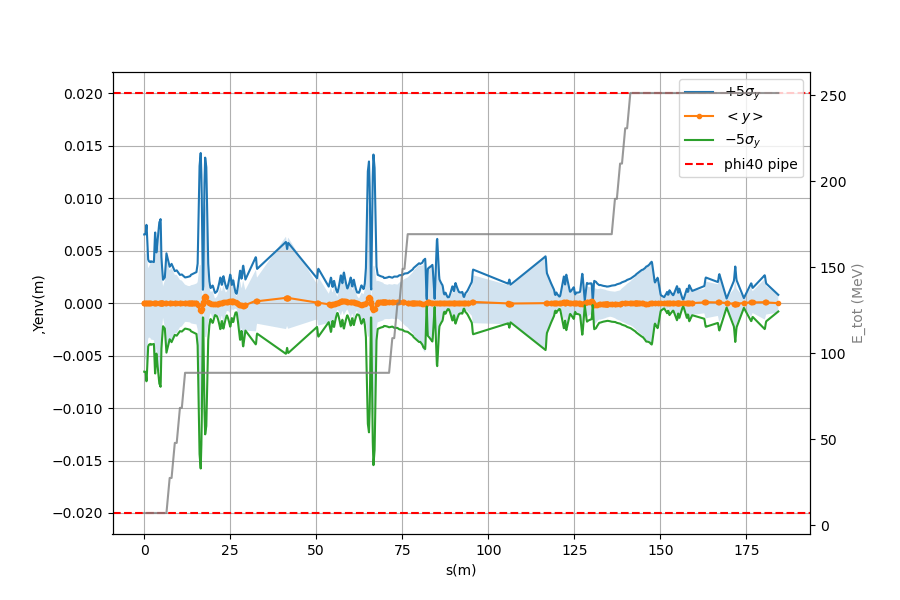 +5σy
<y>
−5σy
phi40 pipe
0.020
0.015
0.010
0.005
0.000
−0.005
−0.010
−0.015
−0.020
,Yenv(m)
250
200
150
100
50
0
E_tot (MeV)
0 25 50 75 100 125 150 175
s(m)